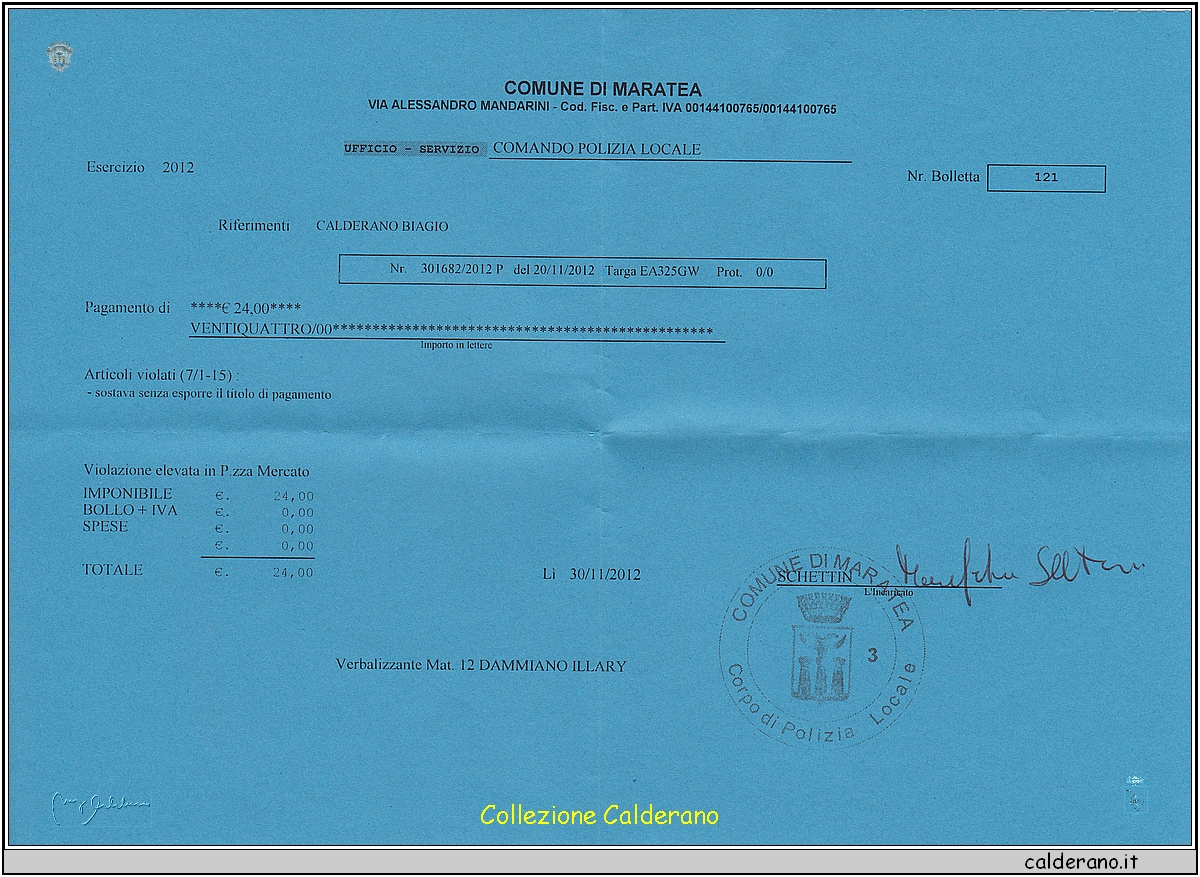 COMUNE DI MARATEA
VIA ALESSANDRO MANDARINI - Cod. Fisc. e Part. IVA 00144100765/00144100765
UFFICIO - SERVIZIO COMANDO POLIZIA LOCALE
Esercizio 2012
Nr. Bolletta 121
Riferimenti CALDERANO BIAGIO
Nr. 301682/2012 P del 20/11/2012 Targa EA325GW Prot. 0/0
Pagamento di ****€ 24,00****
VENTIQUATTRO/00************************************************
Importo in lettere
Articoli violati (7/1-15) :
- sostava senza esporre il titolo di pagamento
Violazione elevata in P.zza Mercato
IMPONIBILE €. 24,00
BOLLO + IVA €. 0,00
SPESE €. 0,00
€. 0,00
TOTALE €. 24,00
Lì 30/11/2012
SCHETTIN
L'Incaricato
COMUNE DI MARATEA
3
Corpo di Polizia Locale
Verbalizzante Mat. 12 DAMMIANO ILLARY
Collezione Calderano
calderano.it